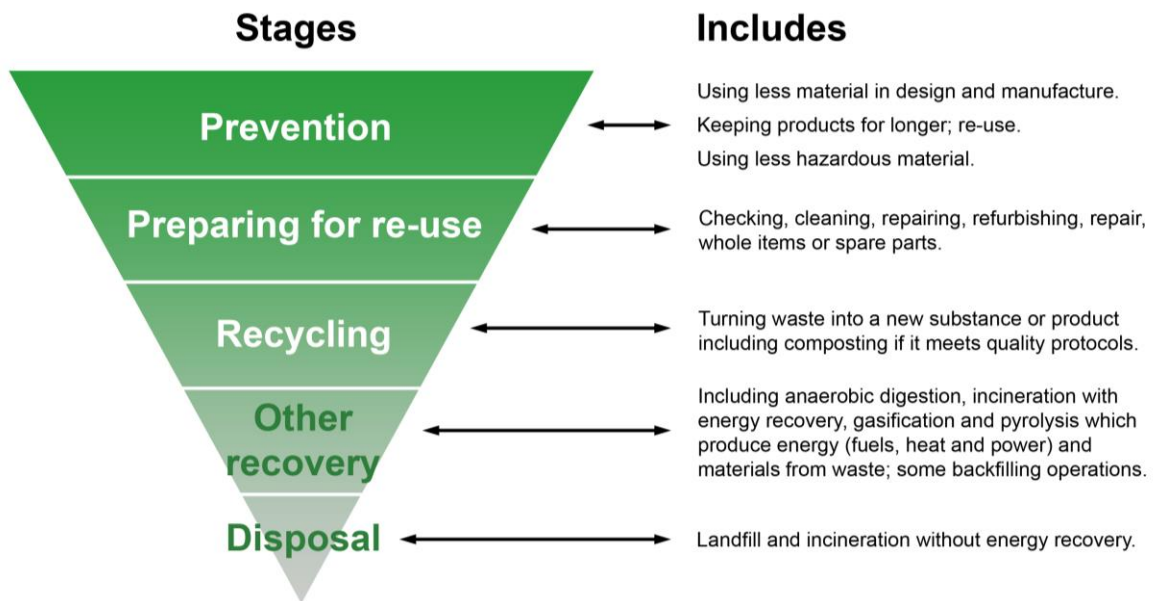 Stages
Includes
Prevention
Using less material in design and manufacture.
Keeping products for longer; re-use.
Using less hazardous material.
Preparing for re-use
Checking, cleaning, repairing, refurbishing, repair,
whole items or spare parts.
Recycling
Turning waste into a new substance or product
including composting if it meets quality protocols.
Other
recovery
Including anaerobic digestion, incineration with
energy recovery, gasification and pyrolysis which
produce energy (fuels, heat and power) and
materials from waste; some backfilling operations.
Disposal
Landfill and incineration without energy recovery.